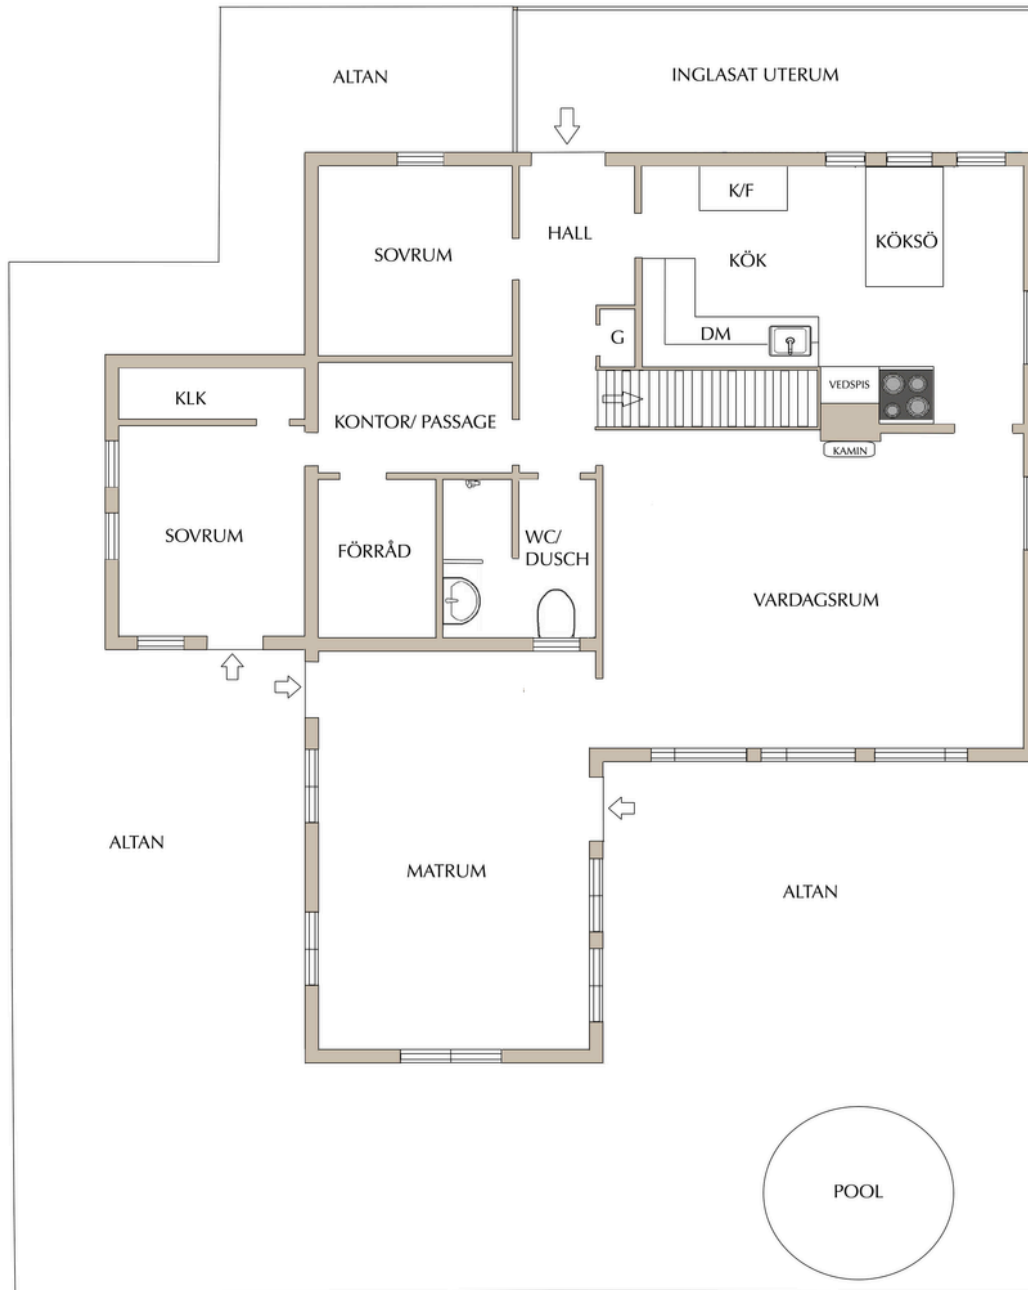 ALTAN
INGLASAT UTERUM
K/F
HALL
KÖKSÖ
SOVRUM
KÖK
G
DM
VEDSPIS
KLK
KONTOR/ PASSAGE
KAMIN
SOVRUM
FÖRRÅD
WC/
DUSCH
VARDAGSRUM
ALTAN
MATRUM
ALTAN
POOL